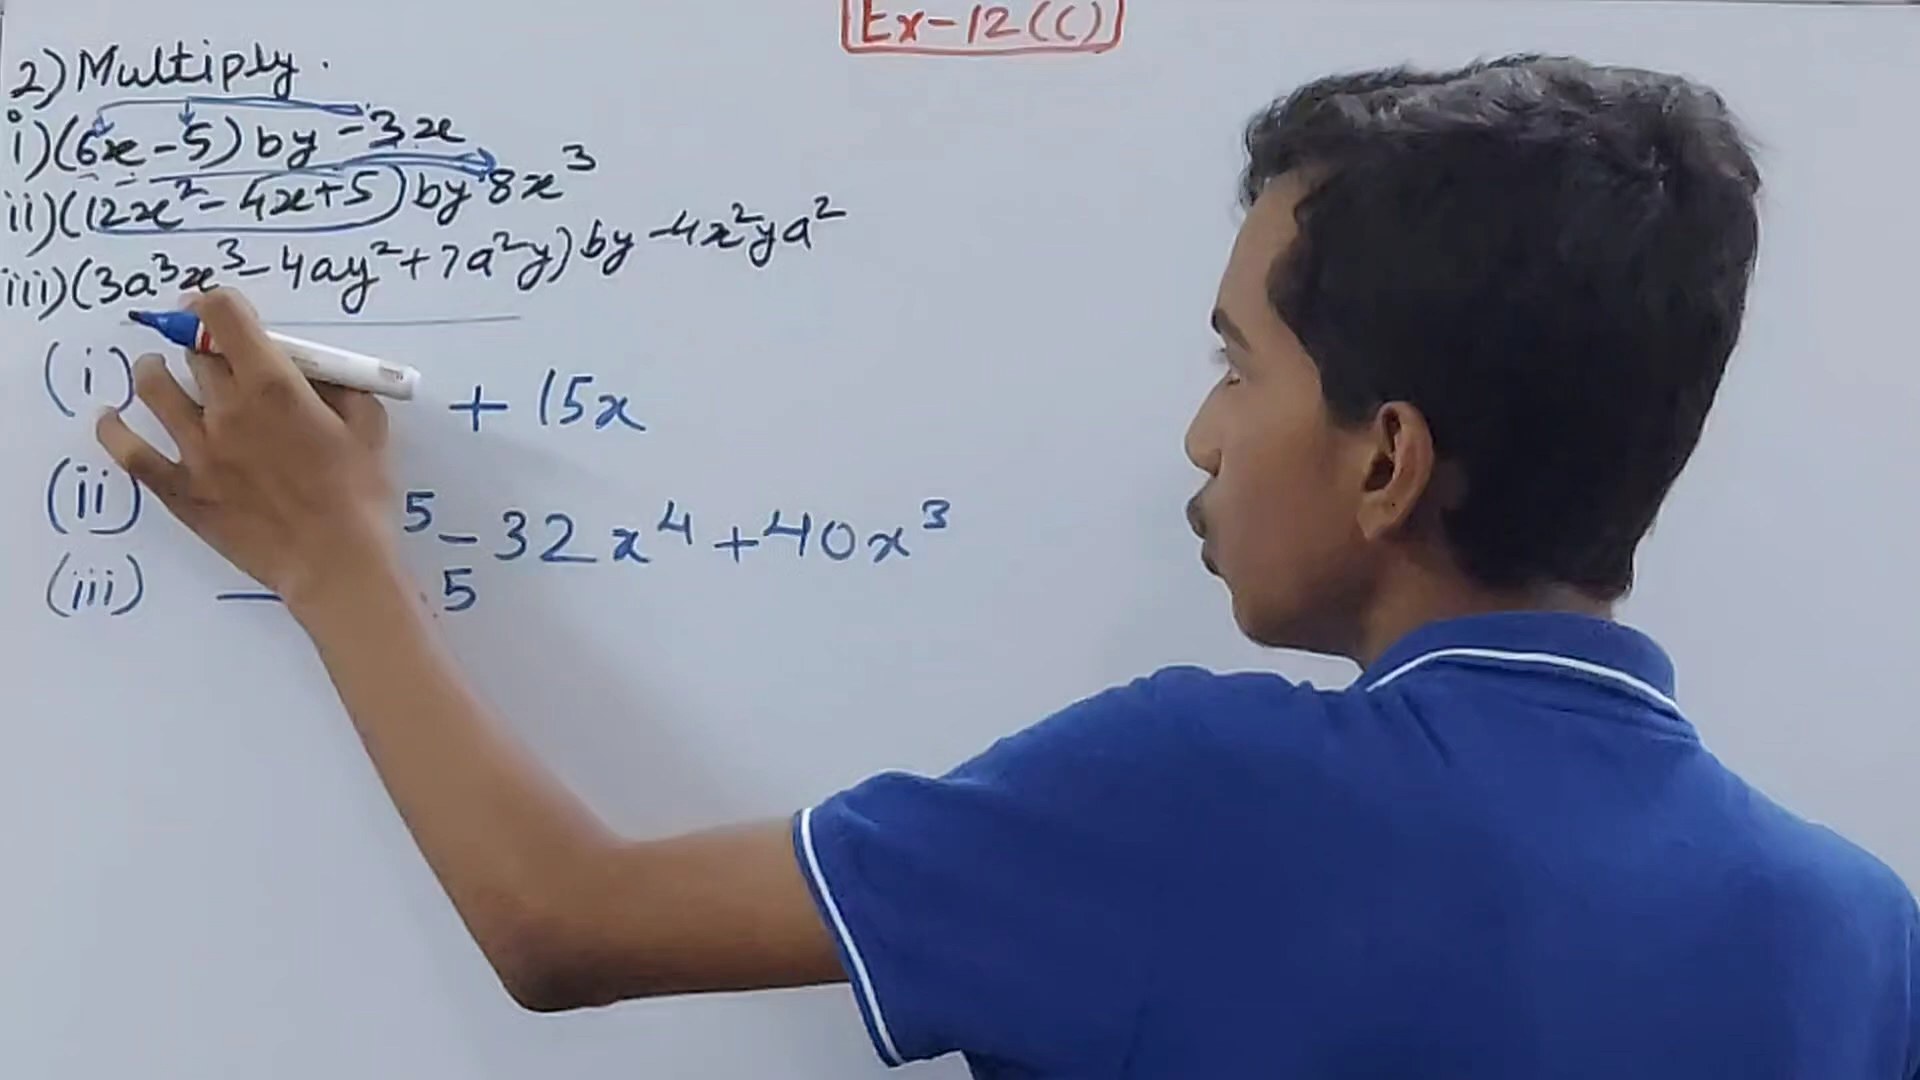 Ex-12(C)
2) Multiply.
i) (6x-5) by -3x
ii) (12x²-4x+5) by 8x³
iii) (3a³x³-4ay²+7a²y) by -4x²ya²
(i) + 15x
(ii) ⁵-32x⁴+40x³
(iii) - ⁵